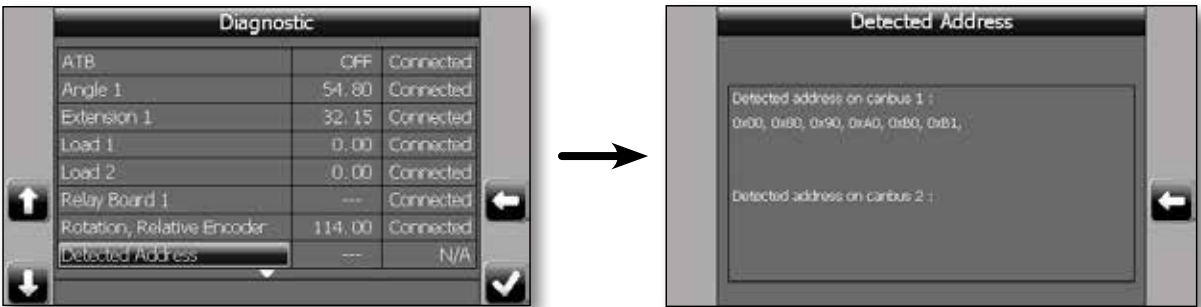 Diagnostic
ATB OFF Connected
Angle 1 54.80 Connected
Extension 1 32.15 Connected
Load 1 0.00 Connected
Load 2 0.00 Connected
Relay Board 1 --- Connected
Rotation, Relative Encoder 114.00 Connected
Detected Address --- N/A
Detected Address
Detected address on canbus 1 :
0x00, 0x80, 0x90, 0xA0, 0xB0, 0xB1,
Detected address on canbus 2 :